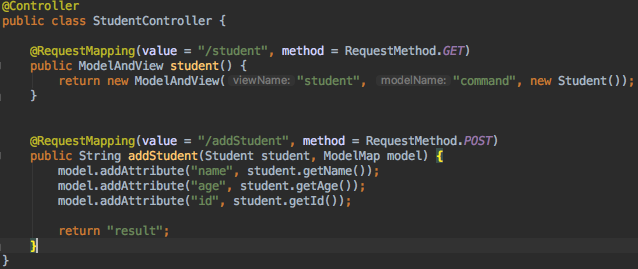 @Controller
public class StudentController {
@RequestMapping(value = "/student", method = RequestMethod.GET)
public ModelAndView student() {
return new ModelAndView( viewName: "student", modelName: "command", new Student());
}
@RequestMapping(value = "/addStudent", method = RequestMethod.POST)
public String addStudent(Student student, ModelMap model) {
model.addAttribute("name", student.getName());
model.addAttribute("age", student.getAge());
model.addAttribute("id", student.getId());
return "result";
}
}